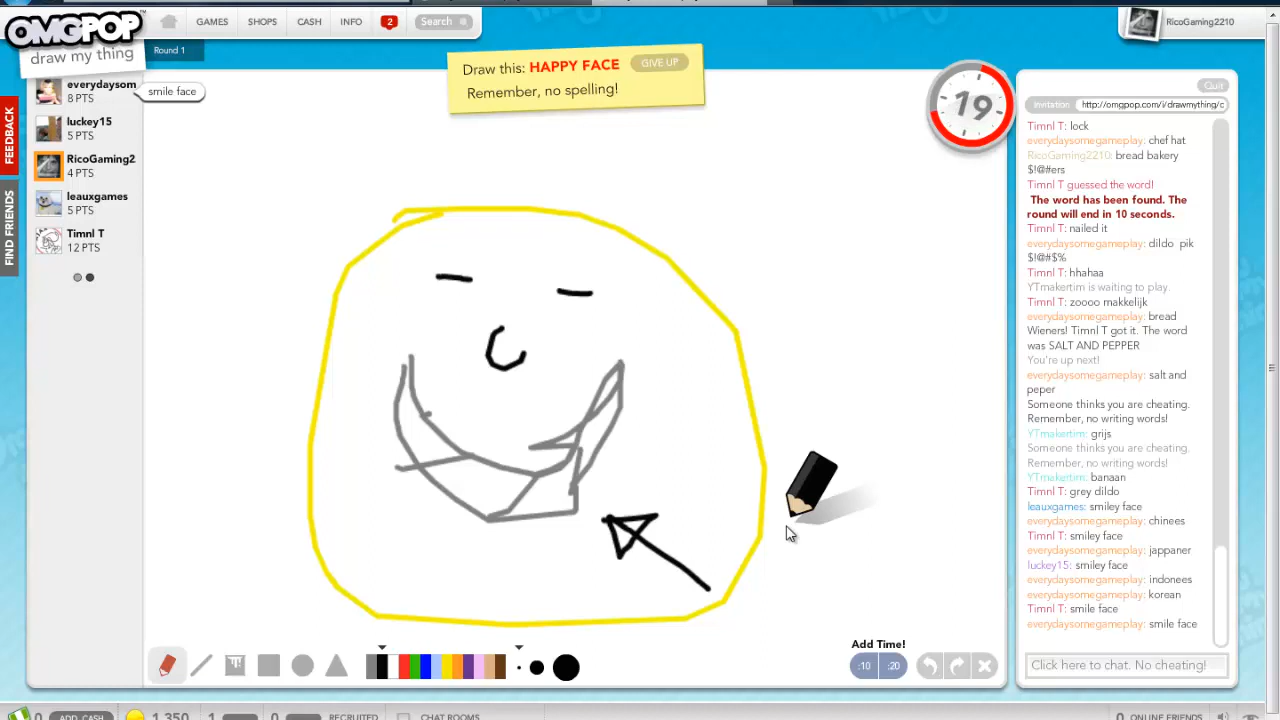 OMGPOP
GAMES SHOPS CASH INFO 2 Search
RicoGaming2210
draw my thing
Round 1
Draw this: HAPPY FACE GIVE UP
Remember, no spelling!
19
FEEDBACK
FIND FRIENDS
everydaysom
8 PTS
smile face
luckey15
5 PTS
RicoGaming2
4 PTS
leauxgames
5 PTS
Timnl T
12 PTS
Quit
Invitation http://omgpop.com/i/drawmything/c
Timnl T: lock
everydaysomegameplay: chef hat
RicoGaming2210: bread bakery
$!@#ers
Timnl T guessed the word!
The word has been found. The
round will end in 10 seconds.
Timnl T: nailed it
everydaysomegameplay: dildo pik
$!@#$%
Timnl T: hhahaa
YTmakertim is waiting to play.
Timnl T: zoooo makkelijk
everydaysomegameplay: bread
Wieners! Timnl T got it. The word
was SALT AND PEPPER
You're up next!
everydaysomegameplay: salt and
peper
Someone thinks you are cheating.
Remember, no writing words!
YTmakertim: grijs
Someone thinks you are cheating.
Remember, no writing words!
YTmakertim: banaan
Timnl T: grey dildo
leauxgames: smiley face
everydaysomegameplay: chinees
Timnl T: smiley face
everydaysomegameplay: jappaner
luckey15: smiley face
everydaysomegameplay: indonees
everydaysomegameplay: korean
Timnl T: smile face
everydaysomegameplay: smile face
Click here to chat. No cheating!
Add Time!
:10 :20
0 ADD CASH 1,350 1 0 RECRUITED CHAT ROOMS 0 ONLINE FRIENDS